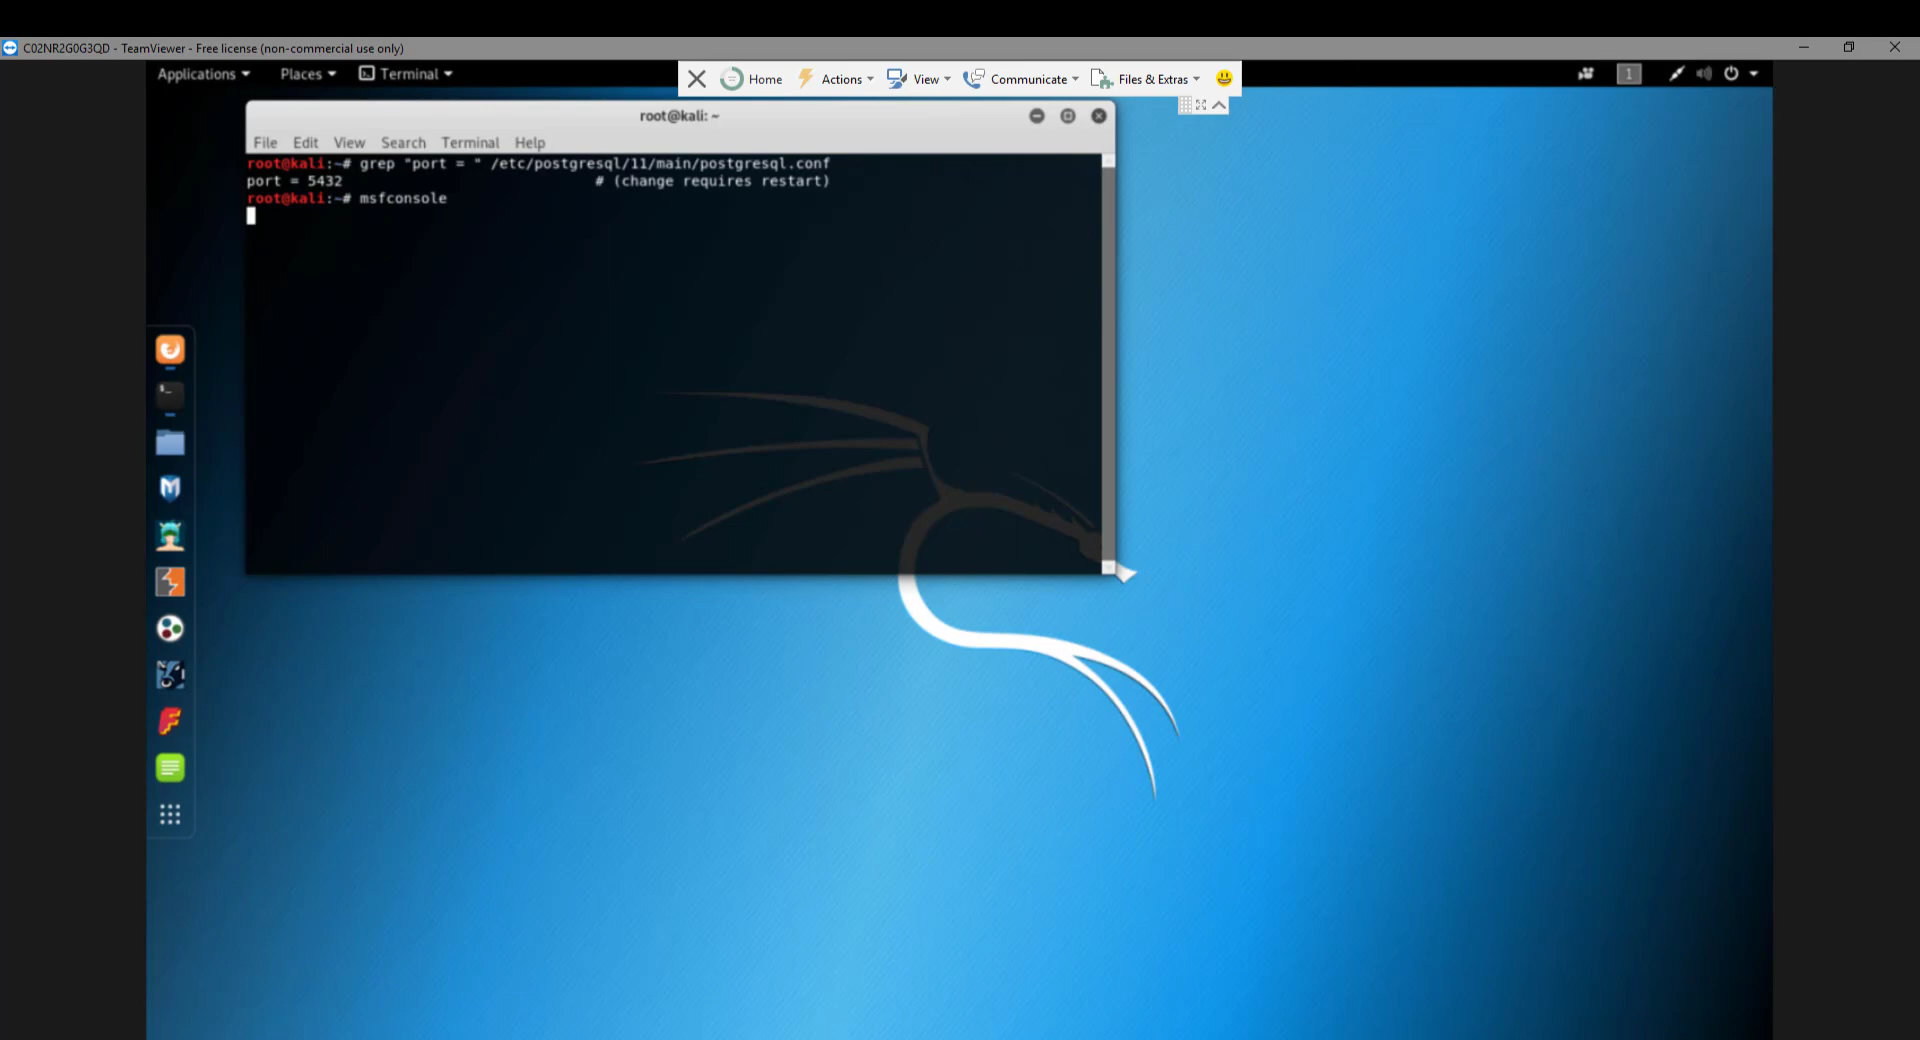 C02NR2G0G3QD - TeamViewer - Free license (non-commercial use only)
Applications Places Terminal 1
Home Actions View Communicate Files & Extras
root@kali: ~
File Edit View Search Terminal Help
root@kali:~# grep "port = " /etc/postgresql/11/main/postgresql.conf
port = 5432 # (change requires restart)
root@kali:~# msfconsole